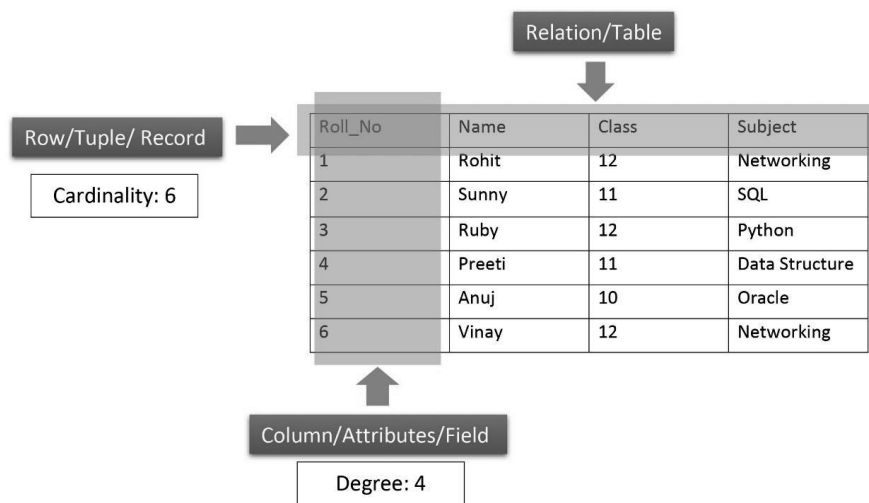 Relation/Table
Row/Tuple/ Record
Cardinality: 6
Roll_No Name Class Subject
1 Rohit 12 Networking
2 Sunny 11 SQL
3 Ruby 12 Python
4 Preeti 11 Data Structure
5 Anuj 10 Oracle
6 Vinay 12 Networking
Column/Attributes/Field
Degree: 4